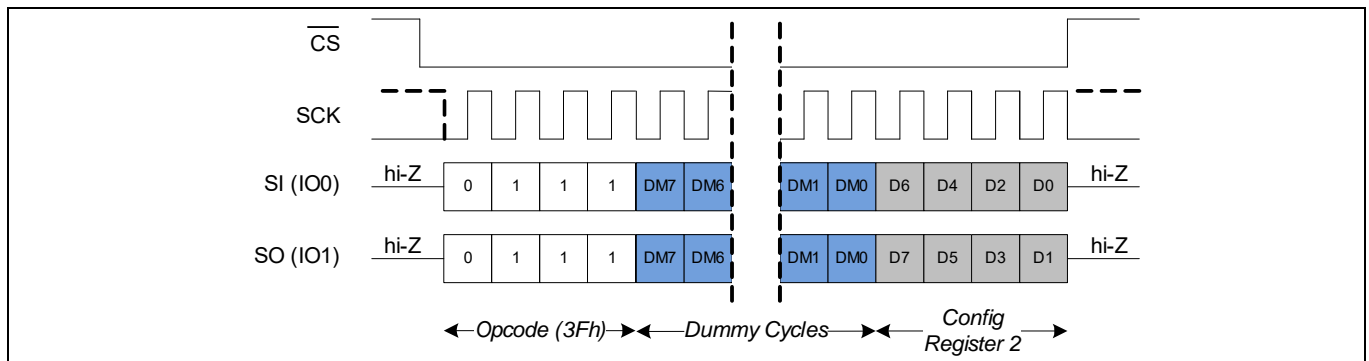 CS
SCK
SI (IO0) hi-Z 0 1 1 1 DM7 DM6 DM1 DM0 D6 D4 D2 D0 hi-Z
SO (IO1) hi-Z 0 1 1 1 DM7 DM6 DM1 DM0 D7 D5 D3 D1 hi-Z
Opcode (3Fh) Dummy Cycles Config
Register 2